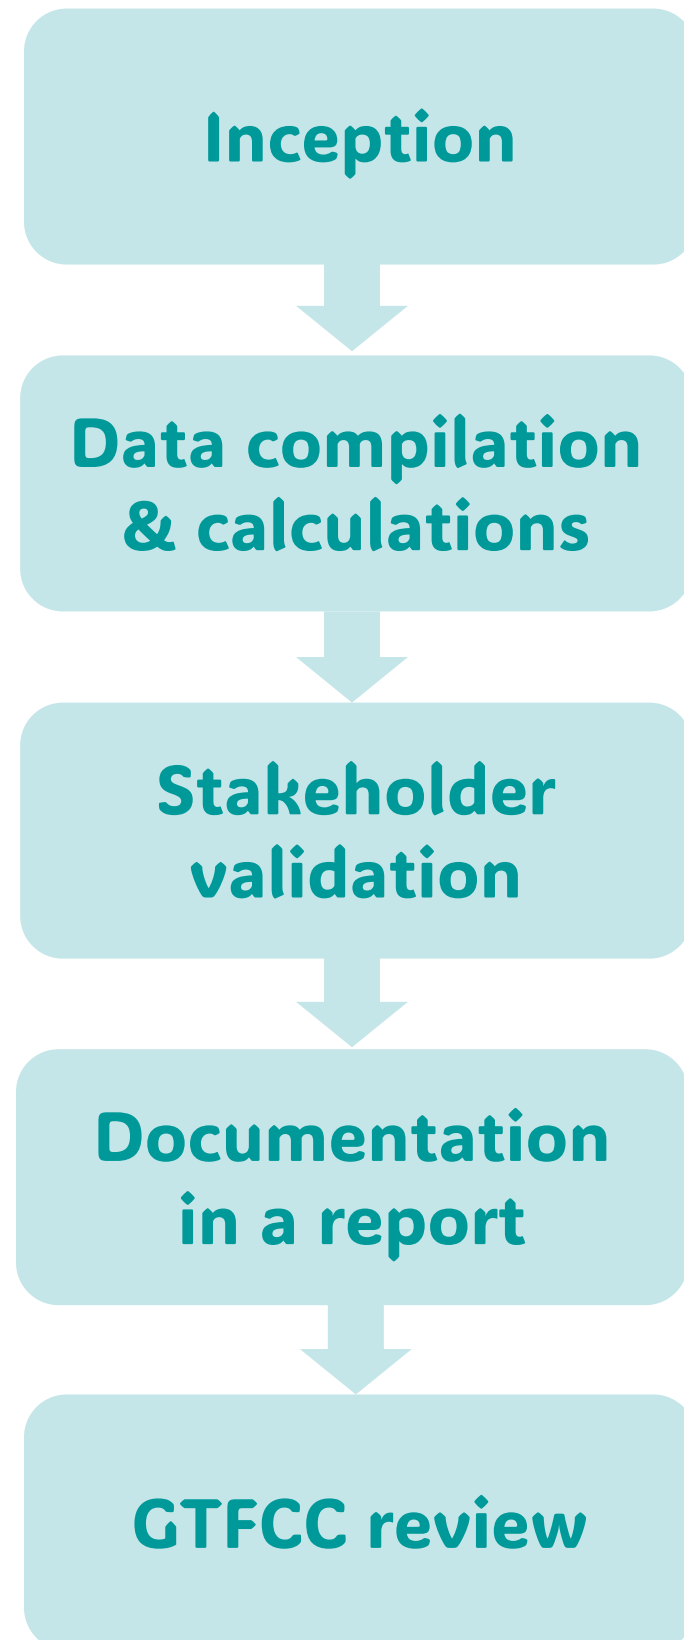 Inception
Data compilation
& calculations
Stakeholder
validation
Documentation
in a report
GTFCC review